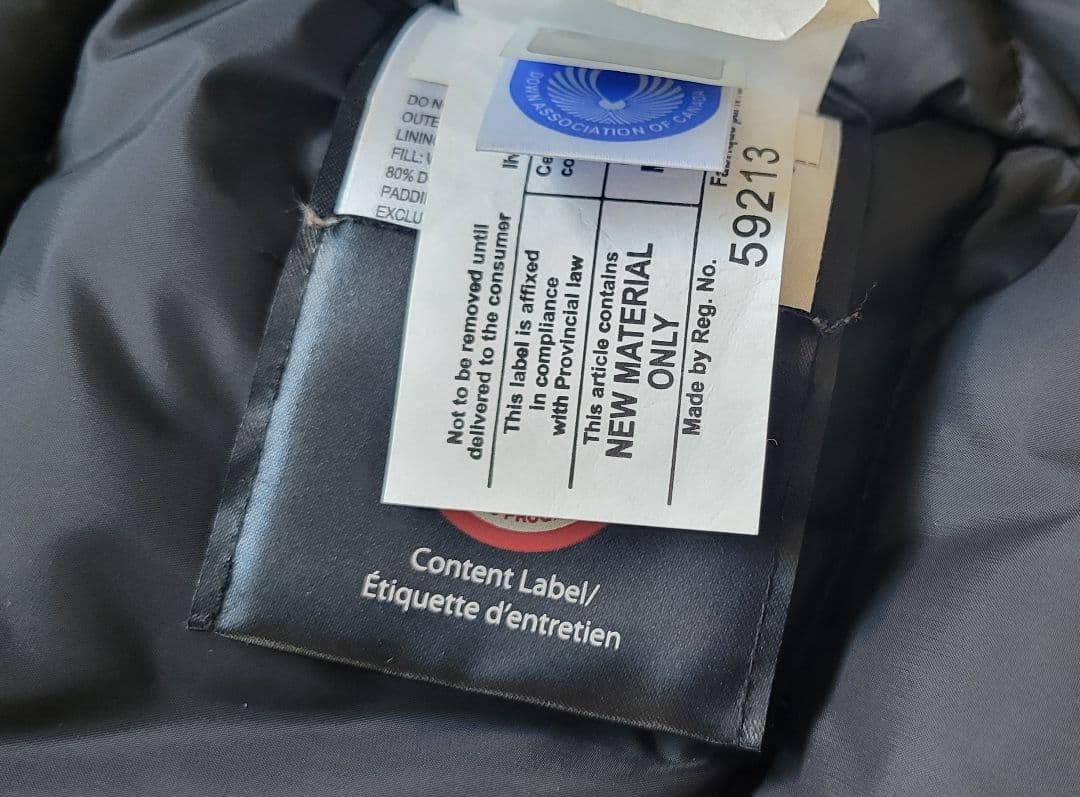 DO N
OUTE
LININ
FILL:
80% D
PADDI
EXCLU
DOWN ASSOCIATION OF CANADA
Not to be removed until
delivered to the consumer
This label is affixed
in compliance
with Provincial law
This article contains
NEW MATERIAL
ONLY
Made by Reg. No.
59213
Ce
co
Content Label/
Étiquette d'entretien